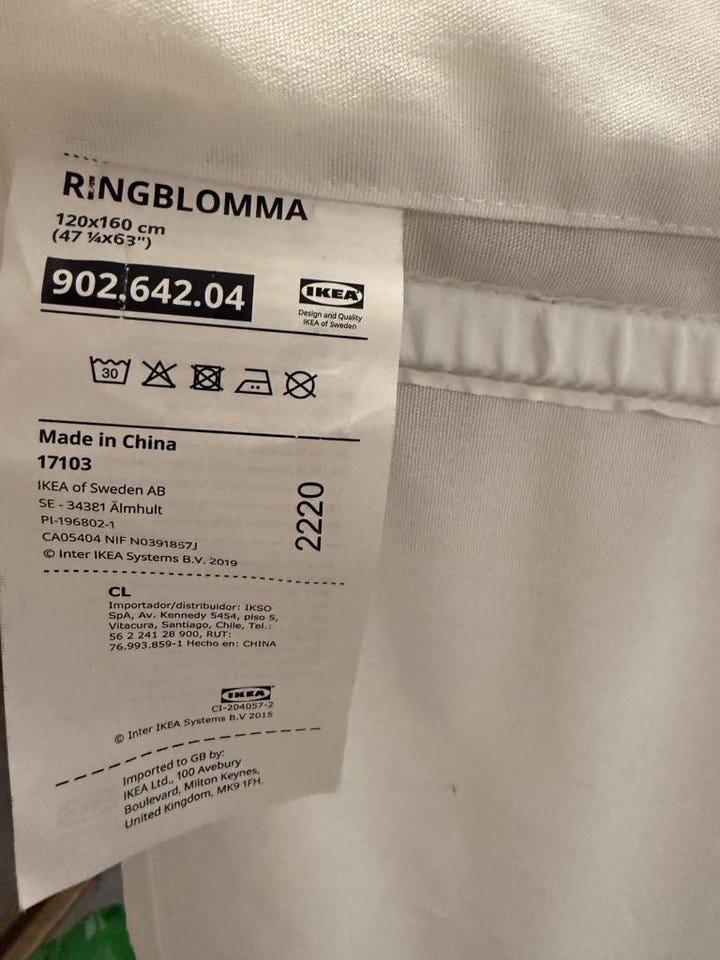 RINGBLOMMA
120x160 cm
(47 ¼x63")
902.642.04
IKEA
Design and Quality
IKEA of Sweden
30
Made in China
17103
IKEA of Sweden AB
SE - 34381 Älmhult
PI-196802-1
CA05404 NIF N0391857J
© Inter IKEA Systems B.V. 2019
2220
CL
Importador/distribuidor: IKSO
SpA, Av. Kennedy 5454, piso 5,
Vitacura, Santiago, Chile, Tel.:
56 2 241 28 900, RUT:
76.993.859-1 Hecho en: CHINA
IKEA
CI-204057-2
© Inter IKEA Systems B.V 2015
Imported to GB by:
IKEA Ltd., 100 Avebury
Boulevard, Milton Keynes,
United Kingdom, MK9 1FH.